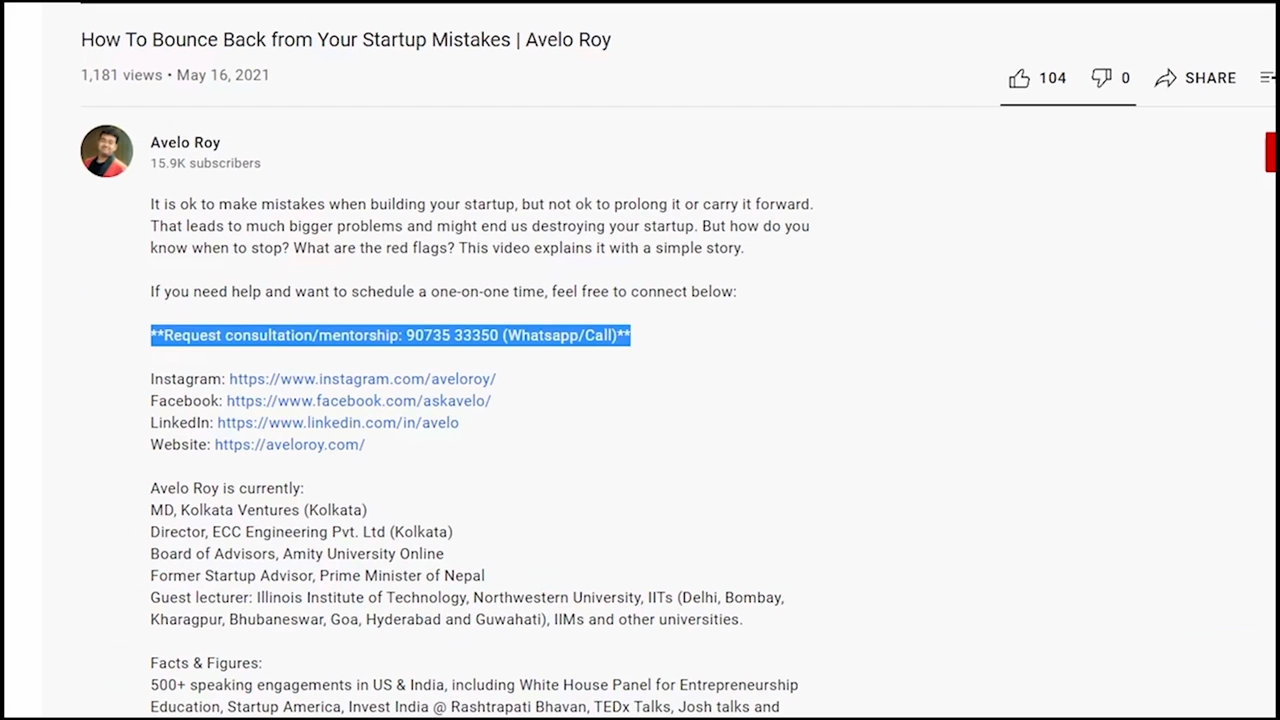 How To Bounce Back from Your Startup Mistakes | Avelo Roy
1,181 views • May 16, 2021
104
0
SHARE
Avelo Roy
15.9K subscribers
It is ok to make mistakes when building your startup, but not ok to prolong it or carry it forward.
That leads to much bigger problems and might end us destroying your startup. But how do you
know when to stop? What are the red flags? This video explains it with a simple story.
If you need help and want to schedule a one-on-one time, feel free to connect below:
**Request consultation/mentorship: 90735 33350 (Whatsapp/Call)**
Instagram: https://www.instagram.com/aveloroy/
Facebook: https://www.facebook.com/askavelo/
LinkedIn: https://www.linkedin.com/in/avelo
Website: https://aveloroy.com/
Avelo Roy is currently:
MD, Kolkata Ventures (Kolkata)
Director, ECC Engineering Pvt. Ltd (Kolkata)
Board of Advisors, Amity University Online
Former Startup Advisor, Prime Minister of Nepal
Guest lecturer: Illinois Institute of Technology, Northwestern University, IITs (Delhi, Bombay,
Kharagpur, Bhubaneswar, Goa, Hyderabad and Guwahati), IIMs and other universities.
Facts & Figures:
500+ speaking engagements in US & India, including White House Panel for Entrepreneurship
Education, Startup America, Invest India @ Rashtrapati Bhavan, TEDx Talks, Josh talks and